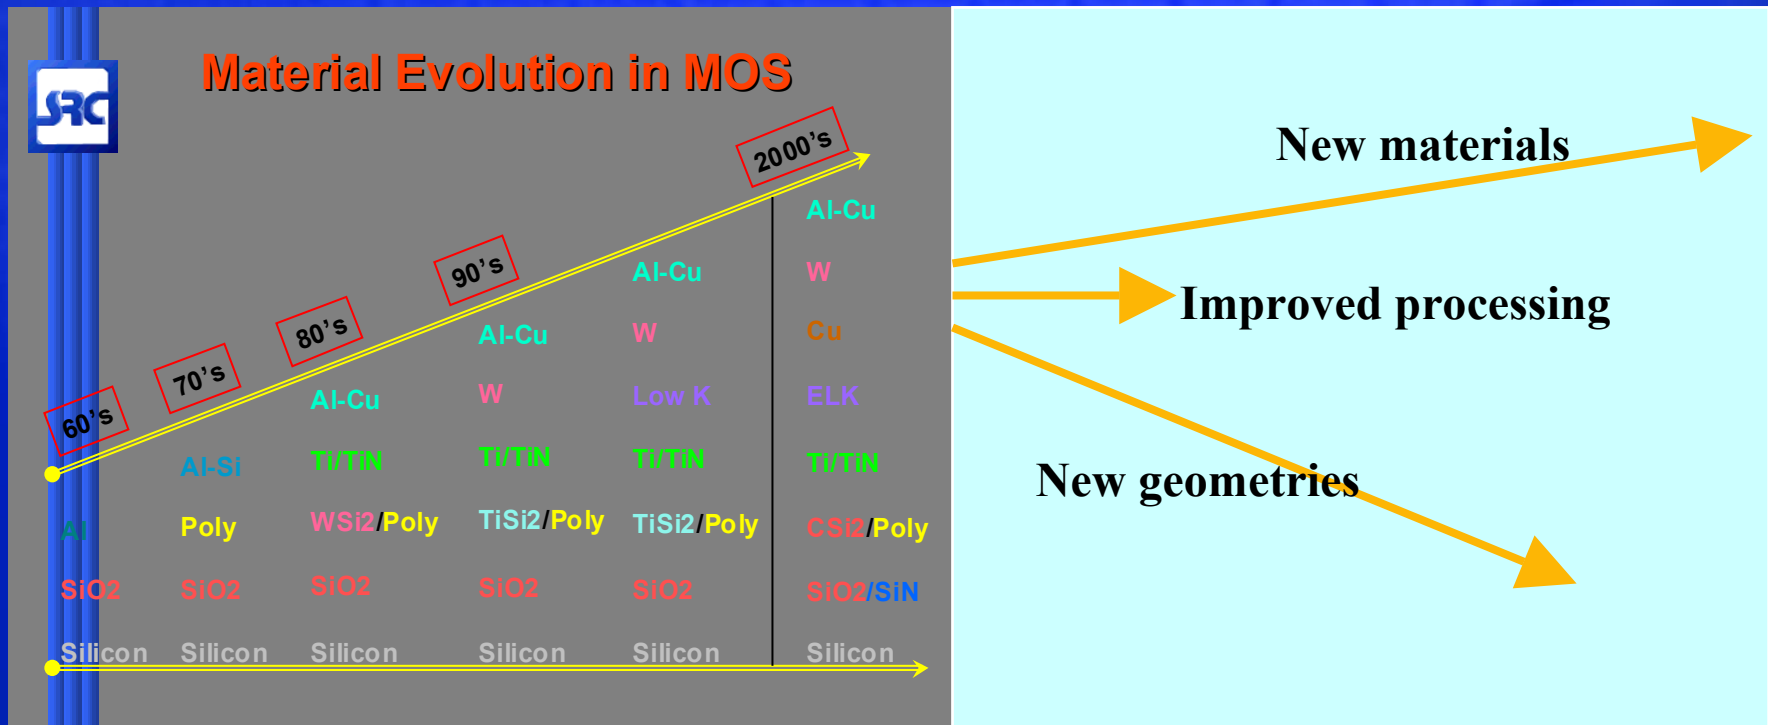 Material Evolution in MOS
SRC
60's
70's
80's
90's
2000's
Al
SiO2
Silicon
Al-Si
Poly
SiO2
Silicon
Al-Cu
Ti/TiN
WSi2/Poly
SiO2
Silicon
Al-Cu
W
Ti/TiN
TiSi2/Poly
SiO2
Silicon
Al-Cu
W
Low K
Ti/TiN
TiSi2/Poly
SiO2
Silicon
Al-Cu
W
Cu
ELK
Ti/TiN
CSi2/Poly
SiO2/SiN
Silicon
New materials
Improved processing
New geometries